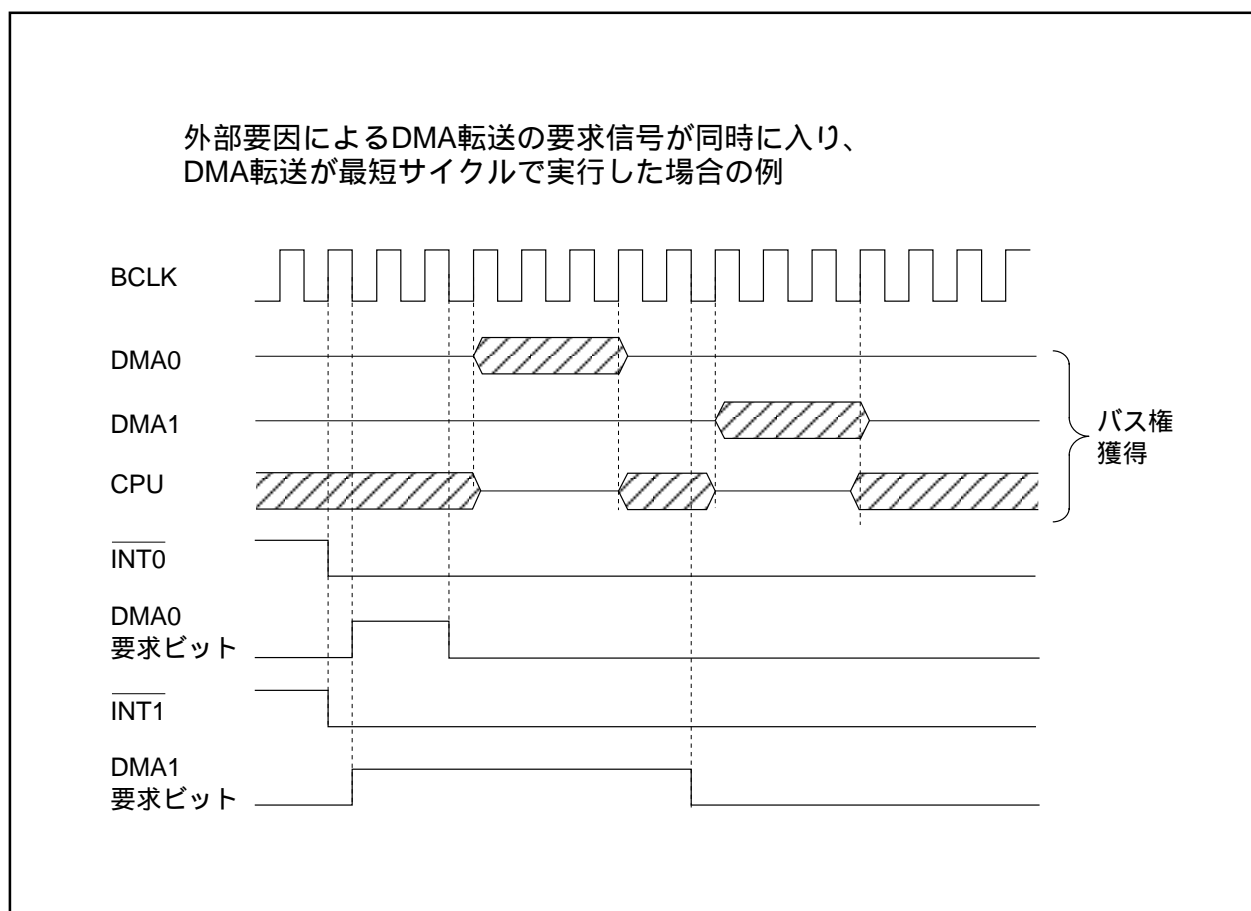 外部要因によるDMA転送の要求信号が同時に入り、
DMA転送が最短サイクルで実行した場合の例
BCLK
DMA0
DMA1
CPU
バス権
獲得
INT0
DMA0
要求ビット
INT1
DMA1
要求ビット